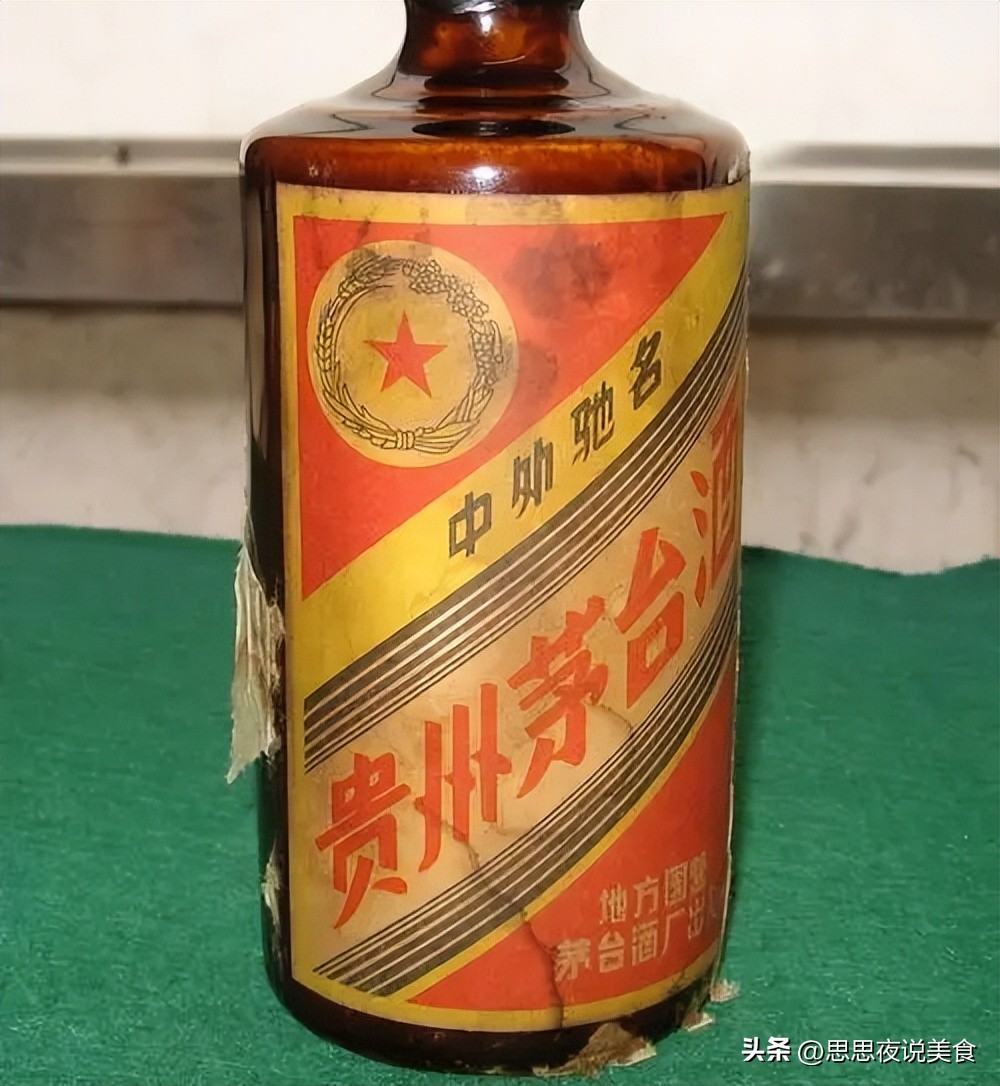 中外驰名
贵州茅台酒
地方国营
茅台酒厂出
头条 @思思夜说美食